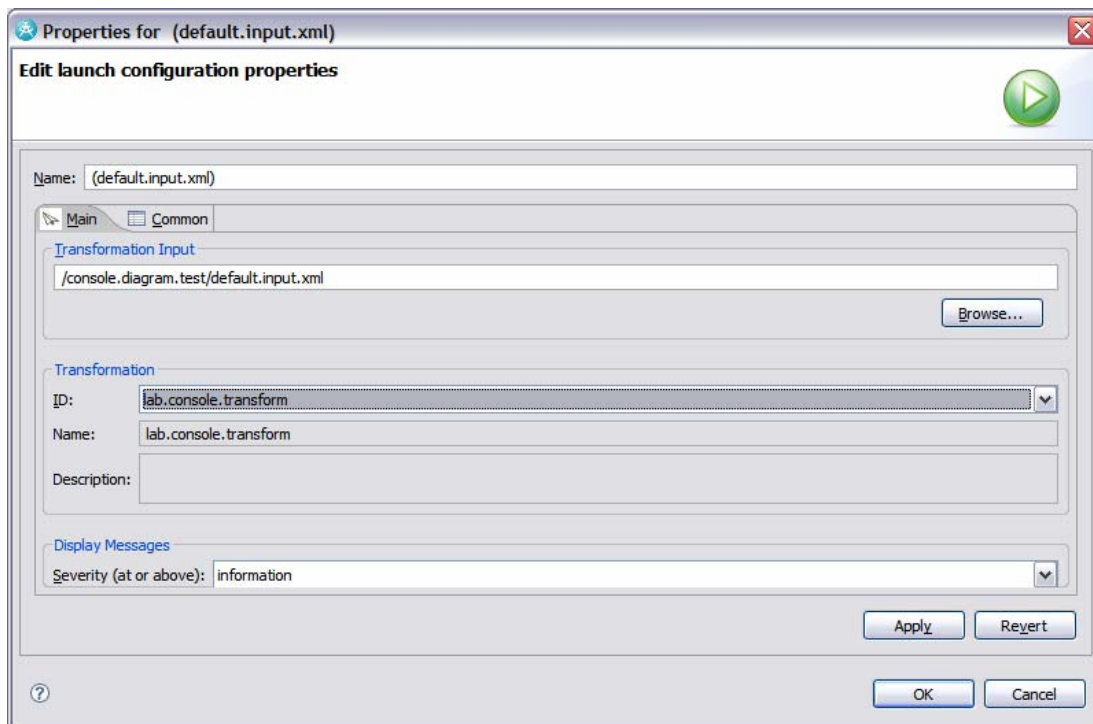 Properties for (default.input.xml)
Edit launch configuration properties
Name: (default.input.xml)
Main Common
Transformation Input
/console.diagram.test/default.input.xml
Browse...
Transformation
ID: lab.console.transform
Name: lab.console.transform
Description:
Display Messages
Severity (at or above): information
Apply Revert
? OK Cancel